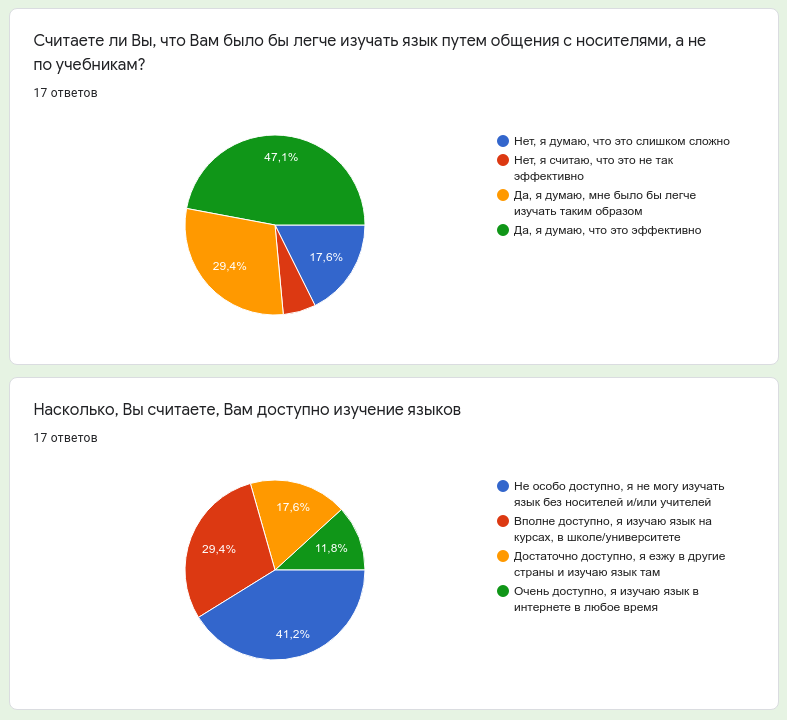 Считаете ли Вы, что Вам было бы легче изучать язык путем общения с носителями, а не
по учебникам?
17 ответов
47,1%
29,4%
17,6%
Нет, я думаю, что это слишком сложно
Нет, я считаю, что это не так
эффективно
Да, я думаю, мне было бы легче
изучать таким образом
Да, я думаю, что это эффективно
Насколько, Вы считаете, Вам доступно изучение языков
17 ответов
17,6%
29,4%
11,8%
41,2%
Не особо доступно, я не могу изучать
язык без носителей и/или учителей
Вполне доступно, я изучаю язык на
курсах, в школе/университете
Достаточно доступно, я езжу в другие
страны и изучаю язык там
Очень доступно, я изучаю язык в
интернете в любое время